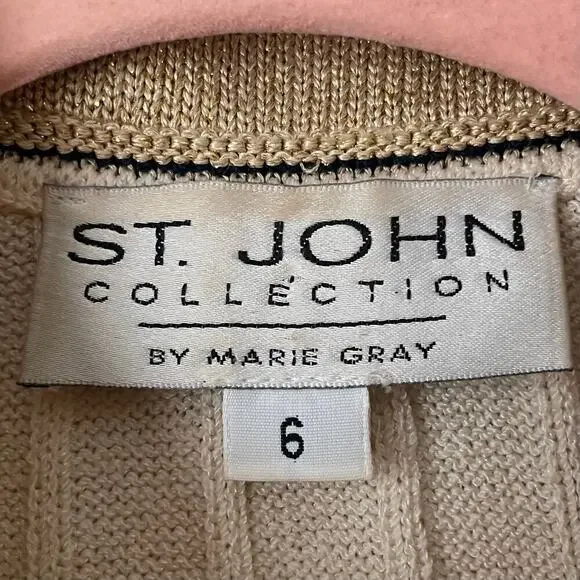 ST. JOHN
COLLECTION
BY MARIE GRAY
6